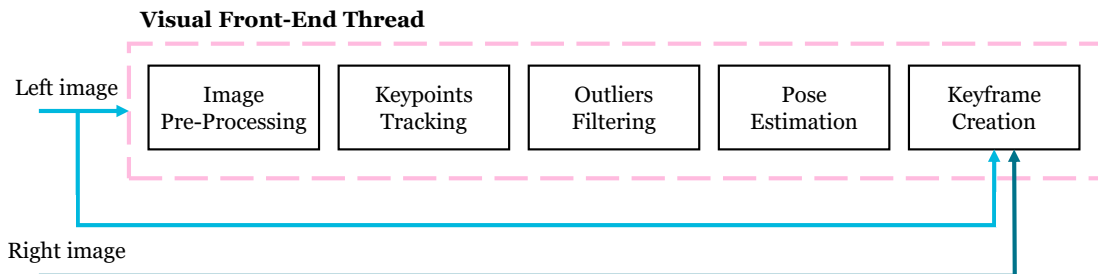 Visual Front-End Thread
Left image
Image
Pre-Processing
Keypoints
Tracking
Outliers
Filtering
Pose
Estimation
Keyframe
Creation
Right image